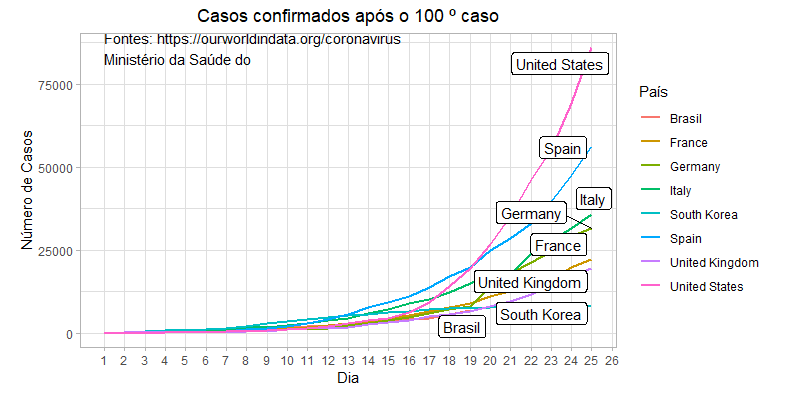 Casos confirmados após o 100 º caso
Fontes: https://ourworldindata.org/coronavirus
Ministério da Saúde do
Número de Casos
75000
50000
25000
0
United States
Spain
Italy
Germany
France
United Kingdom
South Korea
Brasil
1 2 3 4 5 6 7 8 9 10 11 12 13 14 15 16 17 18 19 20 21 22 23 24 25 26
Dia
País
Brasil
France
Germany
Italy
South Korea
Spain
United Kingdom
United States